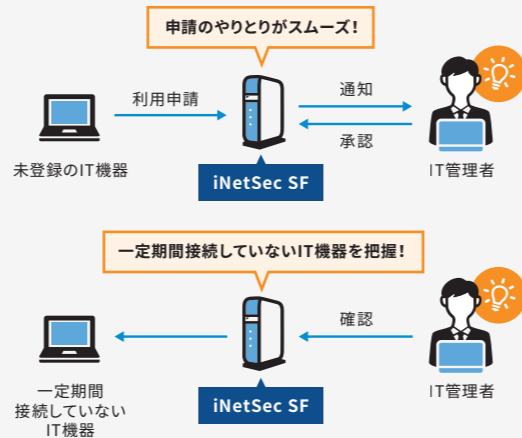 申請のやりとりがスムーズ!
利用申請
通知
承認
未登録のIT機器
IT管理者
iNetSec SF
一定期間接続していないIT機器を把握!
確認
一定期間
接続していない
IT機器
IT管理者
iNetSec SF